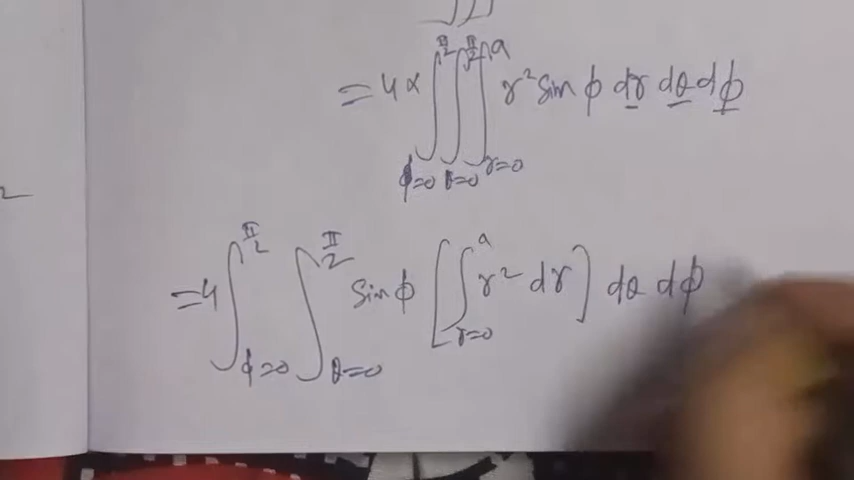 ∫∫∫
= 4 × ∫_{ϕ=0}^{π/2} ∫_{θ=0}^{π/2} ∫_{r=0}^{a} r² Sin ϕ dr dθ dϕ
= 4 ∫_{ϕ=0}^{π/2} ∫_{θ=0}^{π/2} Sin ϕ [ ∫_{r=0}^{a} r² dr ] dθ dϕ